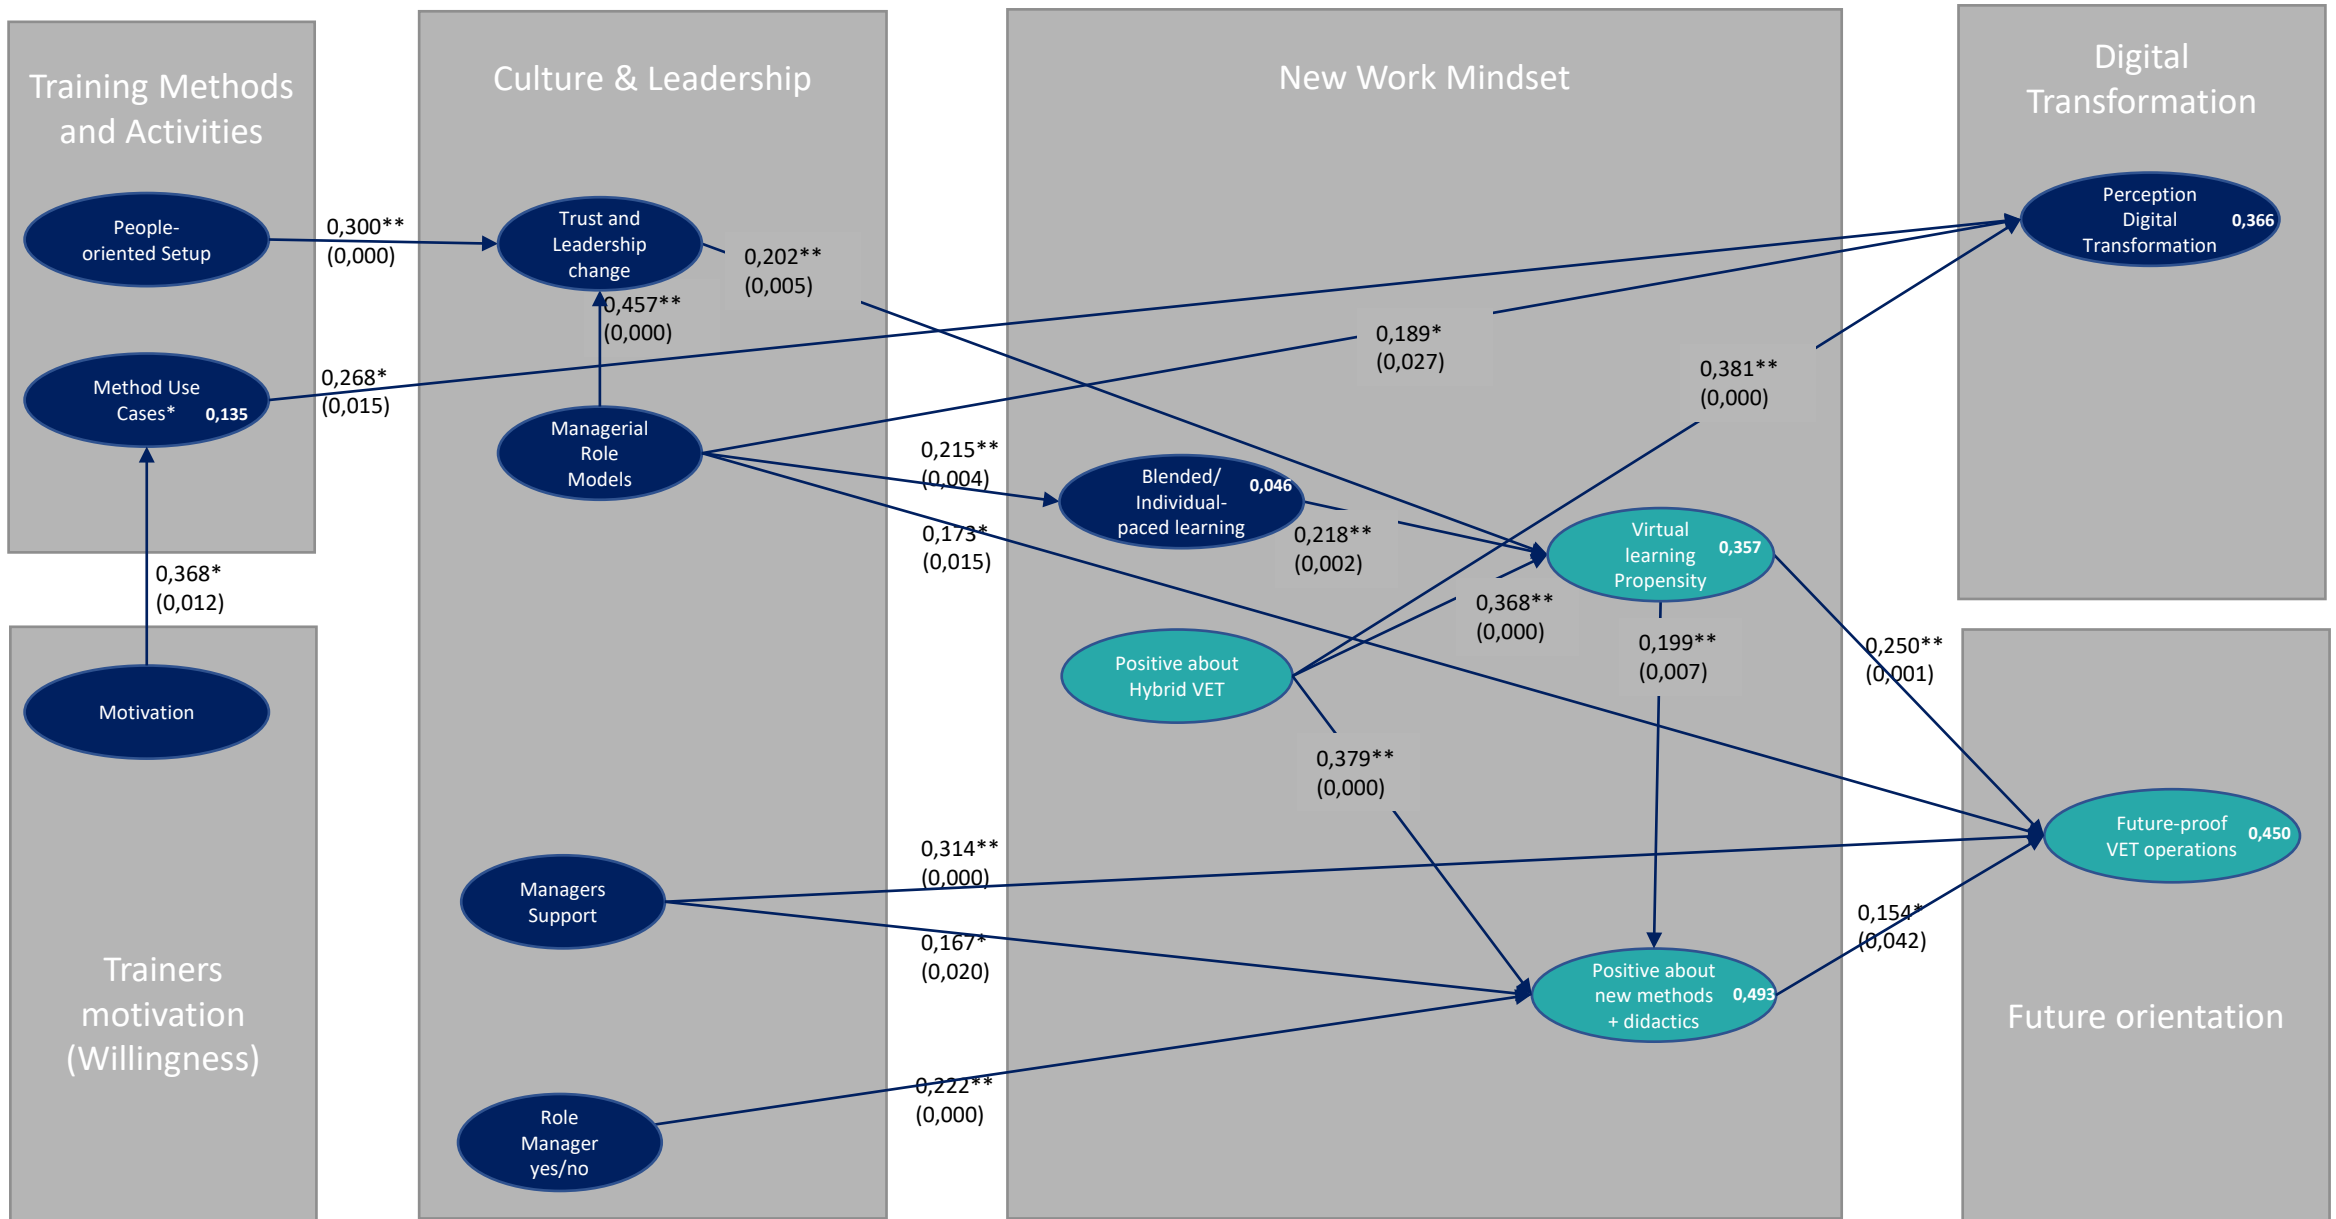 Training Methods
and Activities
People-
oriented Setup
Method Use
Cases*
0,135
0,300**
(0,000)
0,268*
(0,015)
0,368*
(0,012)
Motivation
Trainers
motivation
(Willingness)
Culture & Leadership
Trust and
Leadership
change
0,457**
(0,000)
Managerial
Role
Models
Managers
Support
Role
Manager
yes/no
0,202**
(0,005)
0,215**
(0,004)
0,173*
(0,015)
0,314**
(0,000)
0,167*
(0,020)
0,222**
(0,000)
New Work Mindset
0,189*
(0,027)
0,381**
(0,000)
Blended/
Individual-
paced learning
0,046
0,218**
(0,002)
Virtual
learning
Propensity
0,357
0,368**
(0,000)
Positive about
Hybrid VET
0,199**
(0,007)
0,379**
(0,000)
Positive about
new methods
+ didactics
0,493
0,250**
(0,001)
0,154*
(0,042)
Digital
Transformation
Perception
Digital
Transformation
0,366
Future-proof
VET operations
0,450
Future orientation